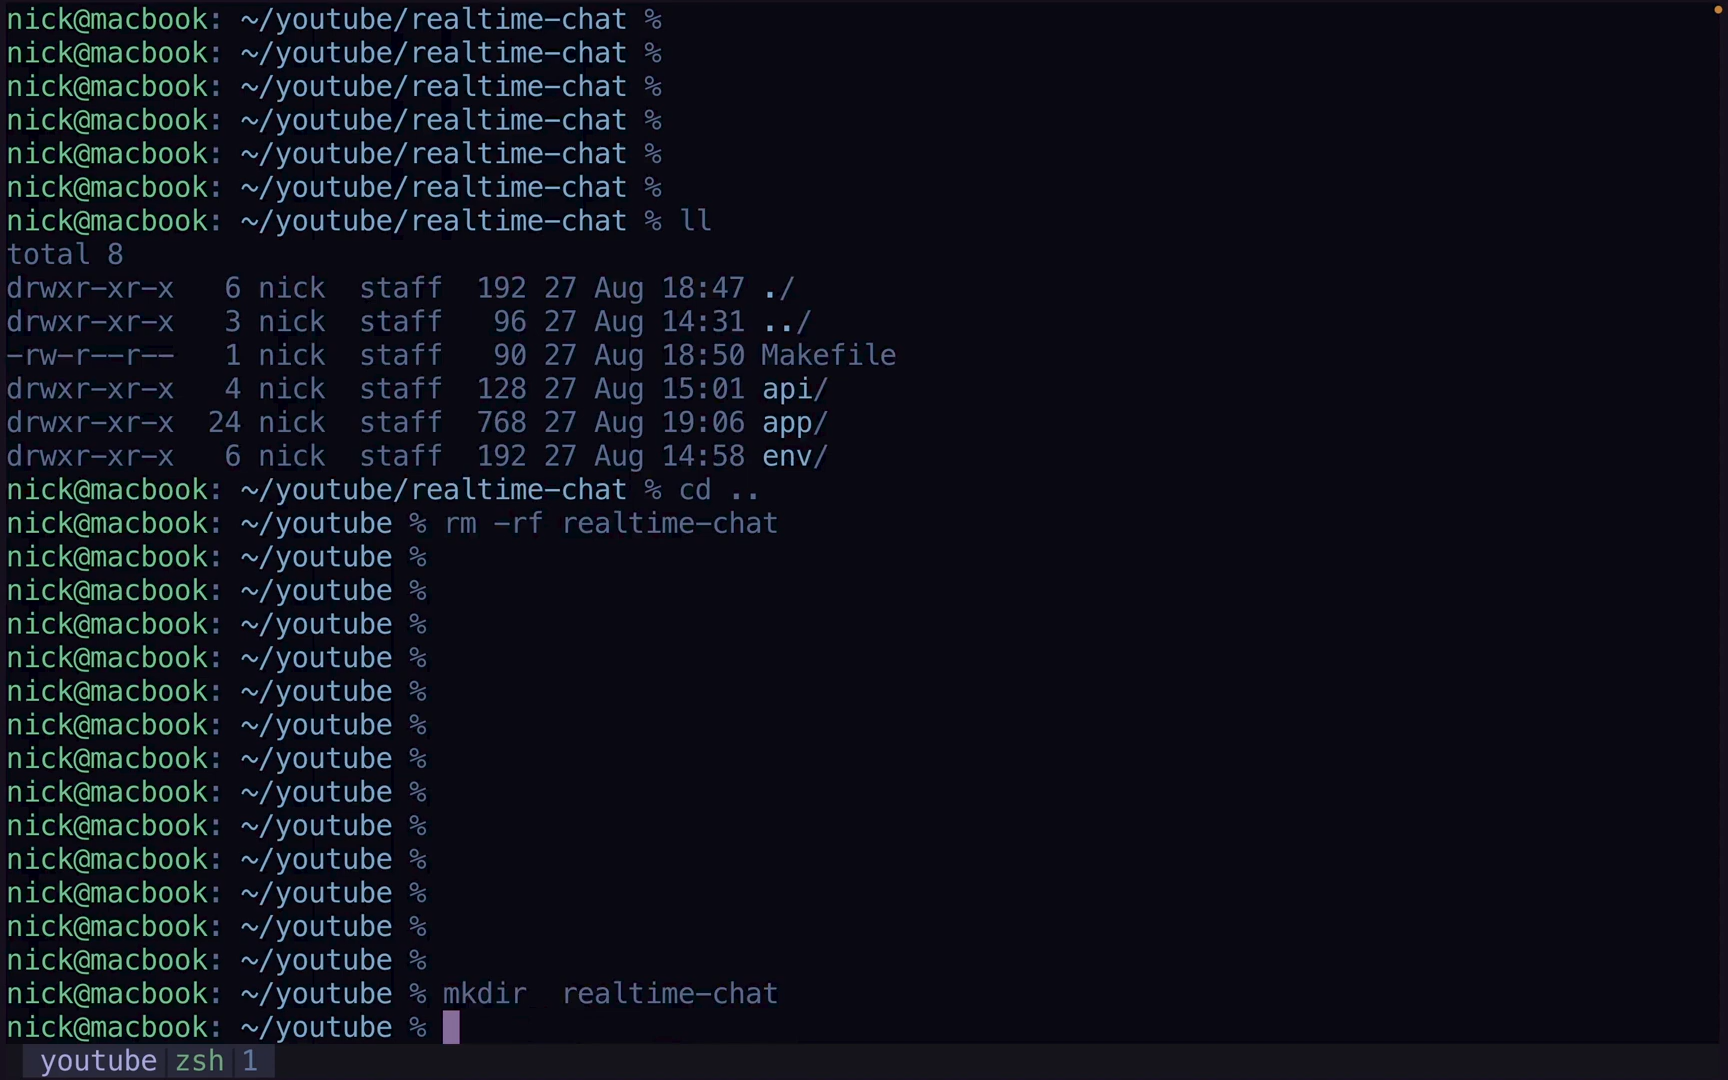 nick@macbook: ~/youtube/realtime-chat %
nick@macbook: ~/youtube/realtime-chat %
nick@macbook: ~/youtube/realtime-chat %
nick@macbook: ~/youtube/realtime-chat %
nick@macbook: ~/youtube/realtime-chat %
nick@macbook: ~/youtube/realtime-chat %
nick@macbook: ~/youtube/realtime-chat % ll
total 8
drwxr-xr-x   6 nick  staff  192 27 Aug 18:47 ./
drwxr-xr-x   3 nick  staff   96 27 Aug 14:31 ../
-rw-r--r--   1 nick  staff   90 27 Aug 18:50 Makefile
drwxr-xr-x   4 nick  staff  128 27 Aug 15:01 api/
drwxr-xr-x  24 nick  staff  768 27 Aug 19:06 app/
drwxr-xr-x   6 nick  staff  192 27 Aug 14:58 env/
nick@macbook: ~/youtube/realtime-chat % cd ..
nick@macbook: ~/youtube % rm -rf realtime-chat
nick@macbook: ~/youtube %
nick@macbook: ~/youtube %
nick@macbook: ~/youtube %
nick@macbook: ~/youtube %
nick@macbook: ~/youtube %
nick@macbook: ~/youtube %
nick@macbook: ~/youtube %
nick@macbook: ~/youtube %
nick@macbook: ~/youtube %
nick@macbook: ~/youtube %
nick@macbook: ~/youtube %
nick@macbook: ~/youtube %
nick@macbook: ~/youtube %
nick@macbook: ~/youtube % mkdir  realtime-chat
nick@macbook: ~/youtube %
youtube zsh 1